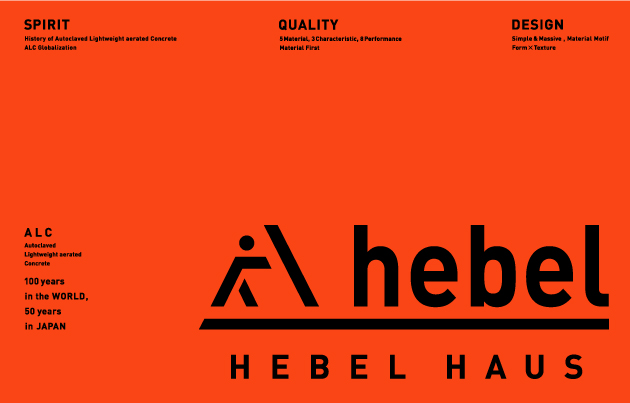 SPIRIT
History of Autoclaved Lightweight aerated Concrete
ALC Globalization
QUALITY
5Material, 3Characteristic, 8Performance
Material First
DESIGN
Simple & Massive , Material Motif
Form × Texture
ALC
Autoclaved
Lightweight aerated
Concrete
100 years
in the WORLD,
50 years
in JAPAN
hebel
HEBEL HAUS